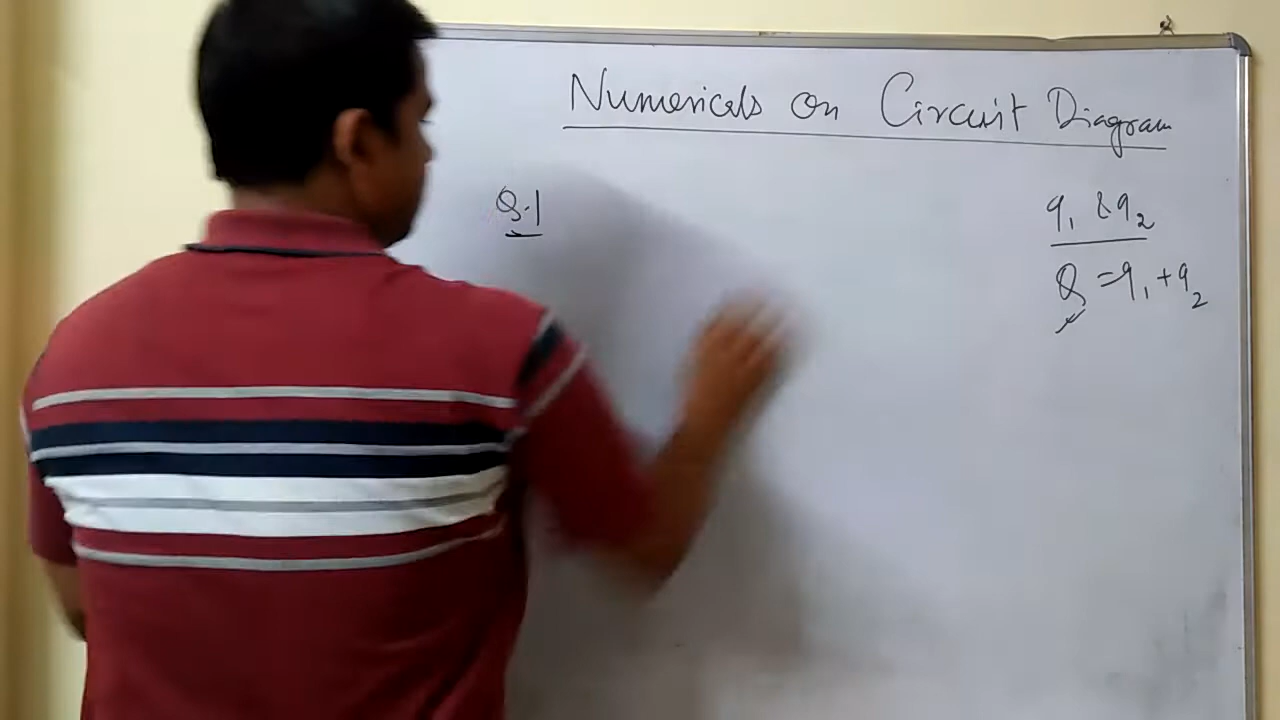 Numericals on Circuit Diagram
Q.1
q1 & q2
Q = q1 + q2